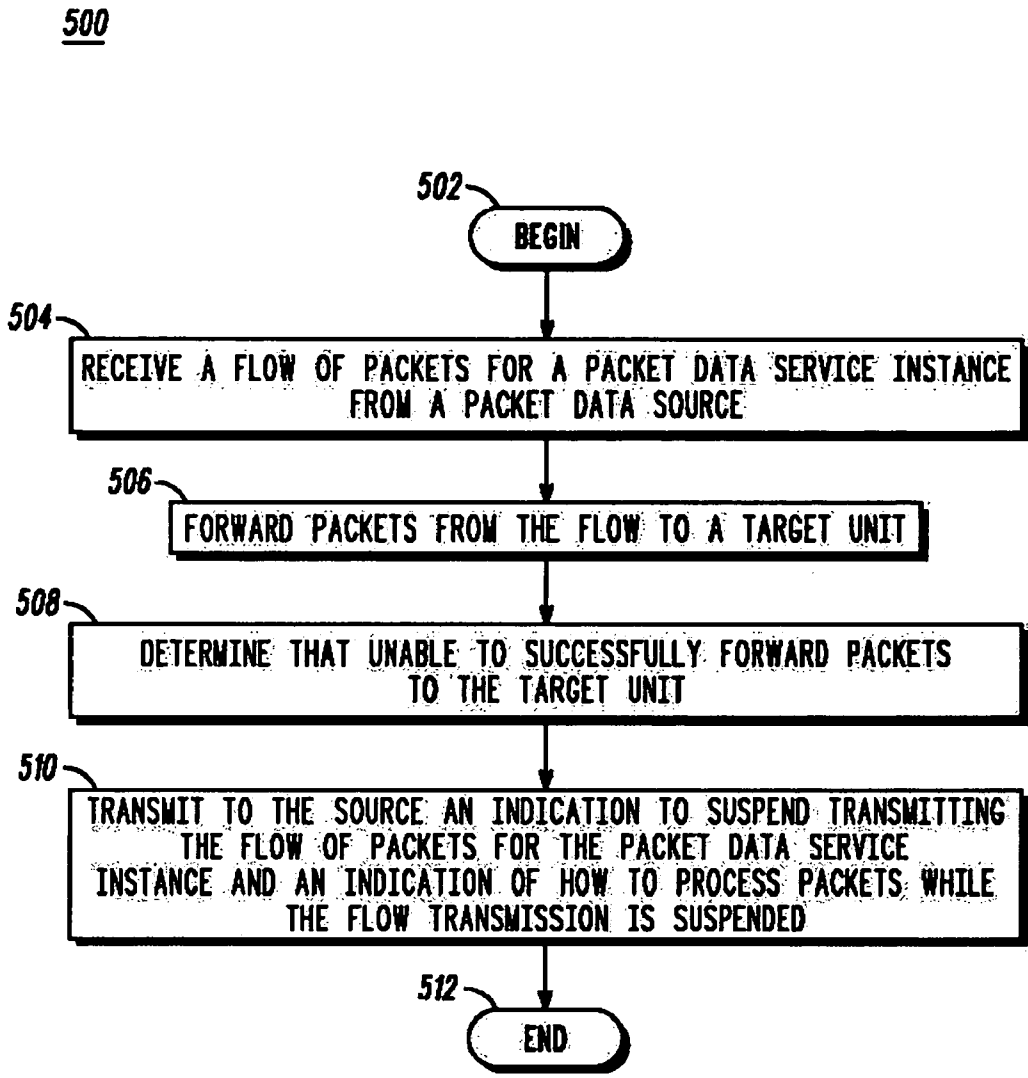 500
502
BEGIN
504
RECEIVE A FLOW OF PACKETS FOR A PACKET DATA SERVICE INSTANCE
FROM A PACKET DATA SOURCE
506
FORWARD PACKETS FROM THE FLOW TO A TARGET UNIT
508
DETERMINE THAT UNABLE TO SUCCESSFULLY FORWARD PACKETS
TO THE TARGET UNIT
510
TRANSMIT TO THE SOURCE AN INDICATION TO SUSPEND TRANSMITTING
THE FLOW OF PACKETS FOR THE PACKET DATA SERVICE
INSTANCE AND AN INDICATION OF HOW TO PROCESS PACKETS WHILE
THE FLOW TRANSMISSION IS SUSPENDED
512
END